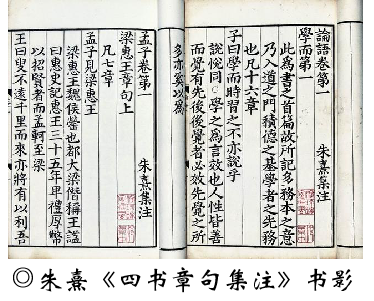 論語卷第一
朱熹集注
學而第一
此為書之首篇故所記多務本之意
乃入道之門積德之基學者之先務
也凡十六章
子曰學而時習之不亦説乎
説悦同○學之為言效也人性皆善
而覺有先後後覺者必效先覺之所
孟子卷第一
朱熹集注
梁惠王章句上
凡七章
孟子見梁惠王
梁惠王魏侯罃也都大梁僭稱王謚
曰惠史記惠王三十五年卑禮厚幣
以招賢者而孟軻至梁
王曰叟不遠千里而來亦將有以利吾
◎朱熹《四书章句集注》书影